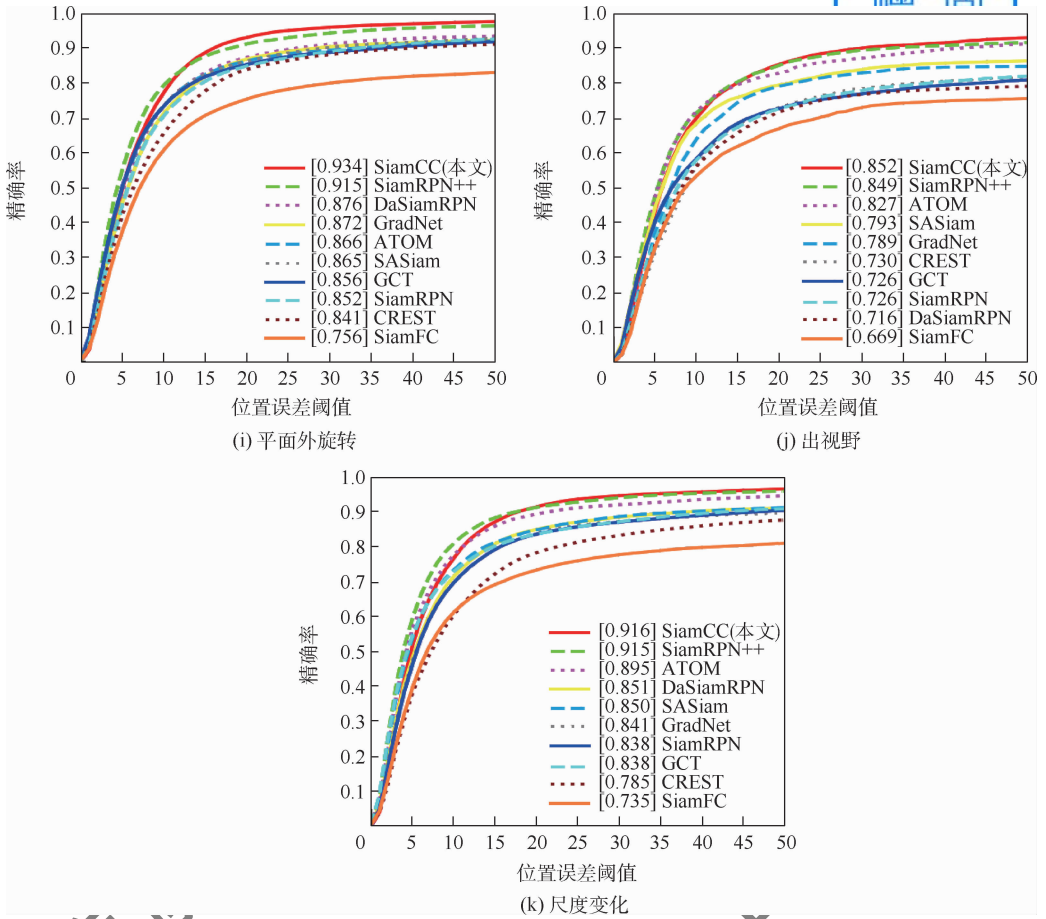 1.0
0.9
0.8
0.7
0.6
0.5
0.4
0.3
0.2
0.1
0 5 10 15 20 25 30 35 40 45 50
精确率
位置误差阈值
[0.934] SiamCC(本文)
[0.915] SiamRPN++
[0.876] DaSiamRPN
[0.872] GradNet
[0.866] ATOM
[0.865] SASiam
[0.856] GCT
[0.852] SiamRPN
[0.841] CREST
[0.756] SiamFC
(i) 平面外旋转
1.0
0.9
0.8
0.7
0.6
0.5
0.4
0.3
0.2
0.1
0 5 10 15 20 25 30 35 40 45 50
精确率
位置误差阈值
[0.852] SiamCC(本文)
[0.849] SiamRPN++
[0.827] ATOM
[0.793] SASiam
[0.789] GradNet
[0.730] CREST
[0.726] GCT
[0.726] SiamRPN
[0.716] DaSiamRPN
[0.669] SiamFC
(j) 出视野
1.0
0.9
0.8
0.7
0.6
0.5
0.4
0.3
0.2
0.1
0 5 10 15 20 25 30 35 40 45 50
精确率
位置误差阈值
[0.916] SiamCC(本文)
[0.915] SiamRPN++
[0.895] ATOM
[0.851] DaSiamRPN
[0.850] SASiam
[0.841] GradNet
[0.838] SiamRPN
[0.838] GCT
[0.785] CREST
[0.735] SiamFC
(k) 尺度变化